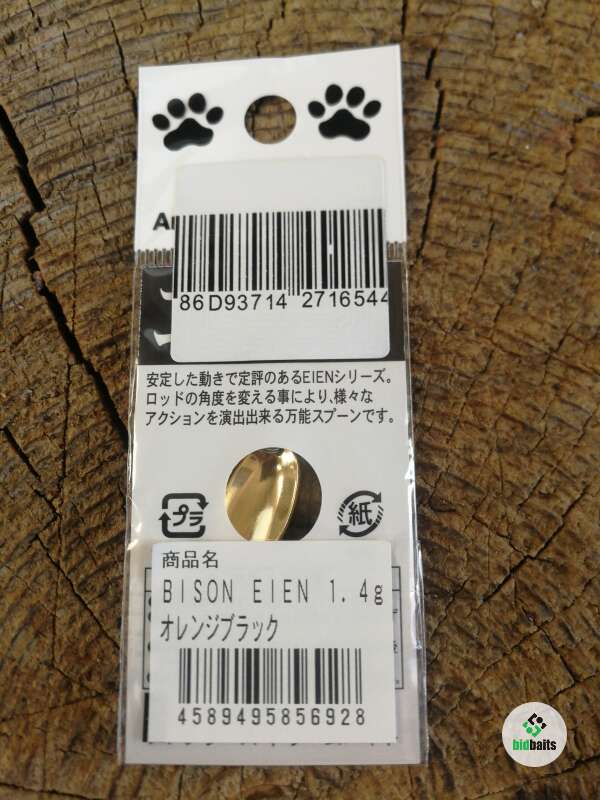 86D93714 2716544
安定した動きで定評のあるEIENシリーズ。
ロッドの角度を変える事により、様々な
アクションを演出出来る万能スプーンです。
プラ
紙
商品名
BISON EIEN 1.4g
オレンジブラック
4589495856928
bidbaits